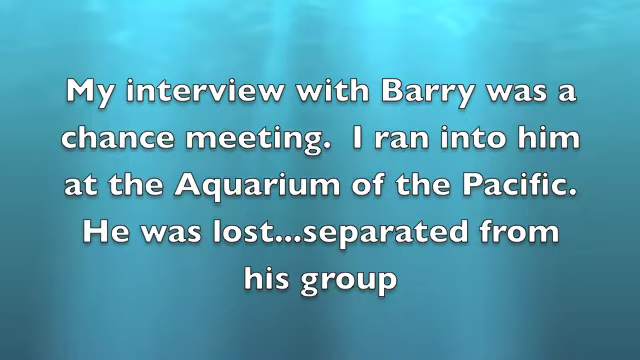 My interview with Barry was a
chance meeting.  I ran into him
at the Aquarium of the Pacific.
He was lost...separated from
his group